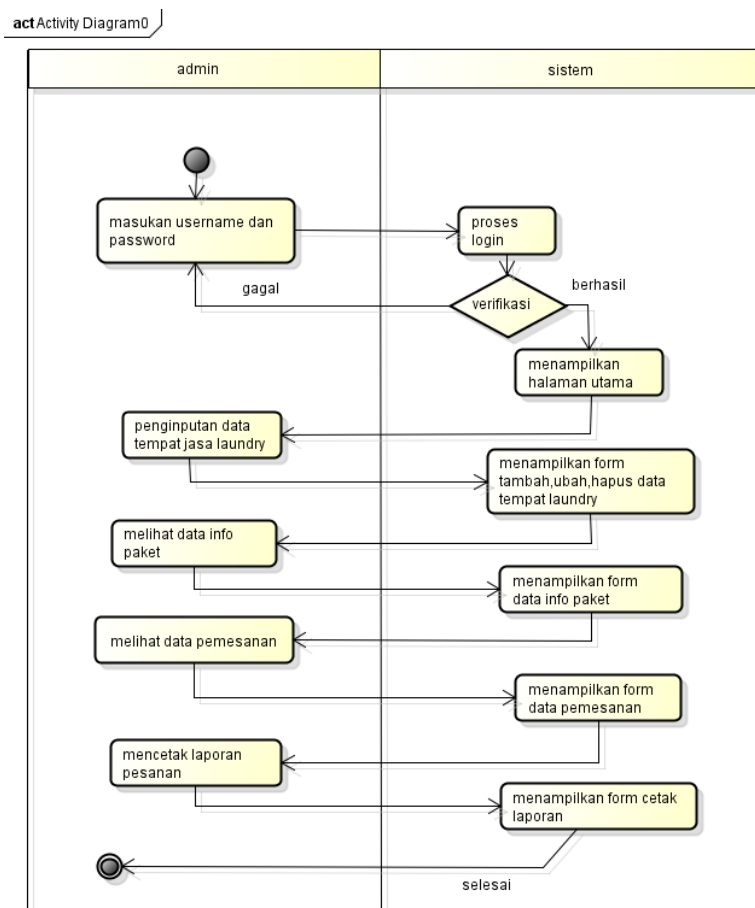 act Activity Diagram0
admin
sistem
masukan username dan
password
proses
login
gagal
verifikasi
berhasil
menampilkan
halaman utama
penginputan data
tempat jasa laundry
menampilkan form
tambah,ubah,hapus data
tempat laundry
melihat data info
paket
menampilkan form
data info paket
melihat data pemesanan
menampilkan form
data pemesanan
mencetak laporan
pesanan
menampilkan form cetak
laporan
selesai